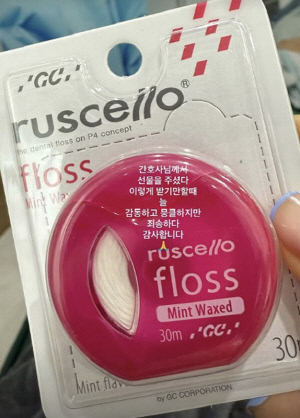 GC
ruscello®
the dental floss on P4 concept
floss
Mint Wa
간호사님께서
선물을 주셨다
이렇게 받기만할때
늘
감동하고 뭉클하지만
죄송하다
감사합니다🙏
ruscello
floss
Mint Waxed
30m GC
30
Mint flav
by GC CORPORATION